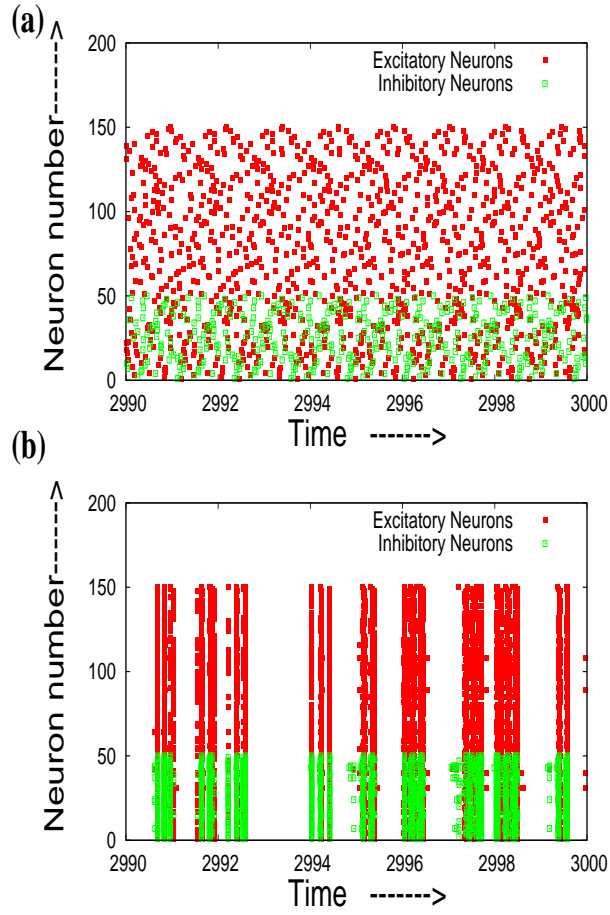 (a)
200
150
100
50
0
Neuron number------>
Excitatory Neurons
Inhibitory Neurons
2990 2992 2994 2996 2998 3000
Time ------->
(b)
200
150
100
50
0
Neuron number------>
Excitatory Neurons
Inhibitory Neurons
2990 2992 2994 2996 2998 3000
Time ------->